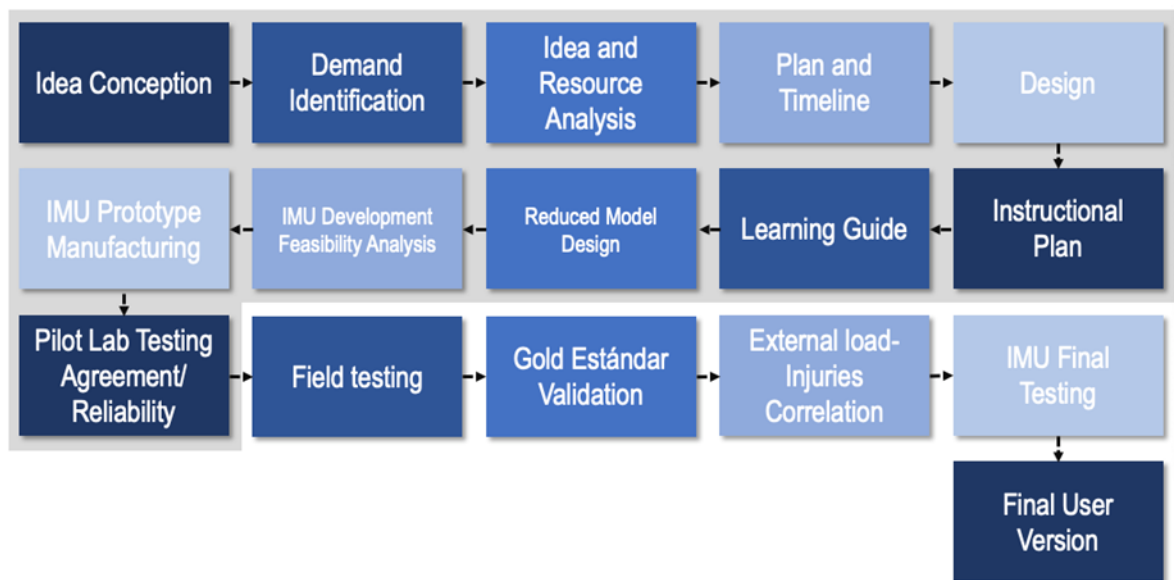 Idea Conception
Demand
Identification
Idea and
Resource
Analysis
Plan and
Timeline
Design
IMU Prototype
Manufacturing
IMU Development
Feasibility Analysis
Reduced Model
Design
Learning Guide
Instructional
Plan
Pilot Lab Testing
Agreement/
Reliability
Field testing
Gold Estándar
Validation
External load-
Injuries
Correlation
IMU Final
Testing
Final User
Version